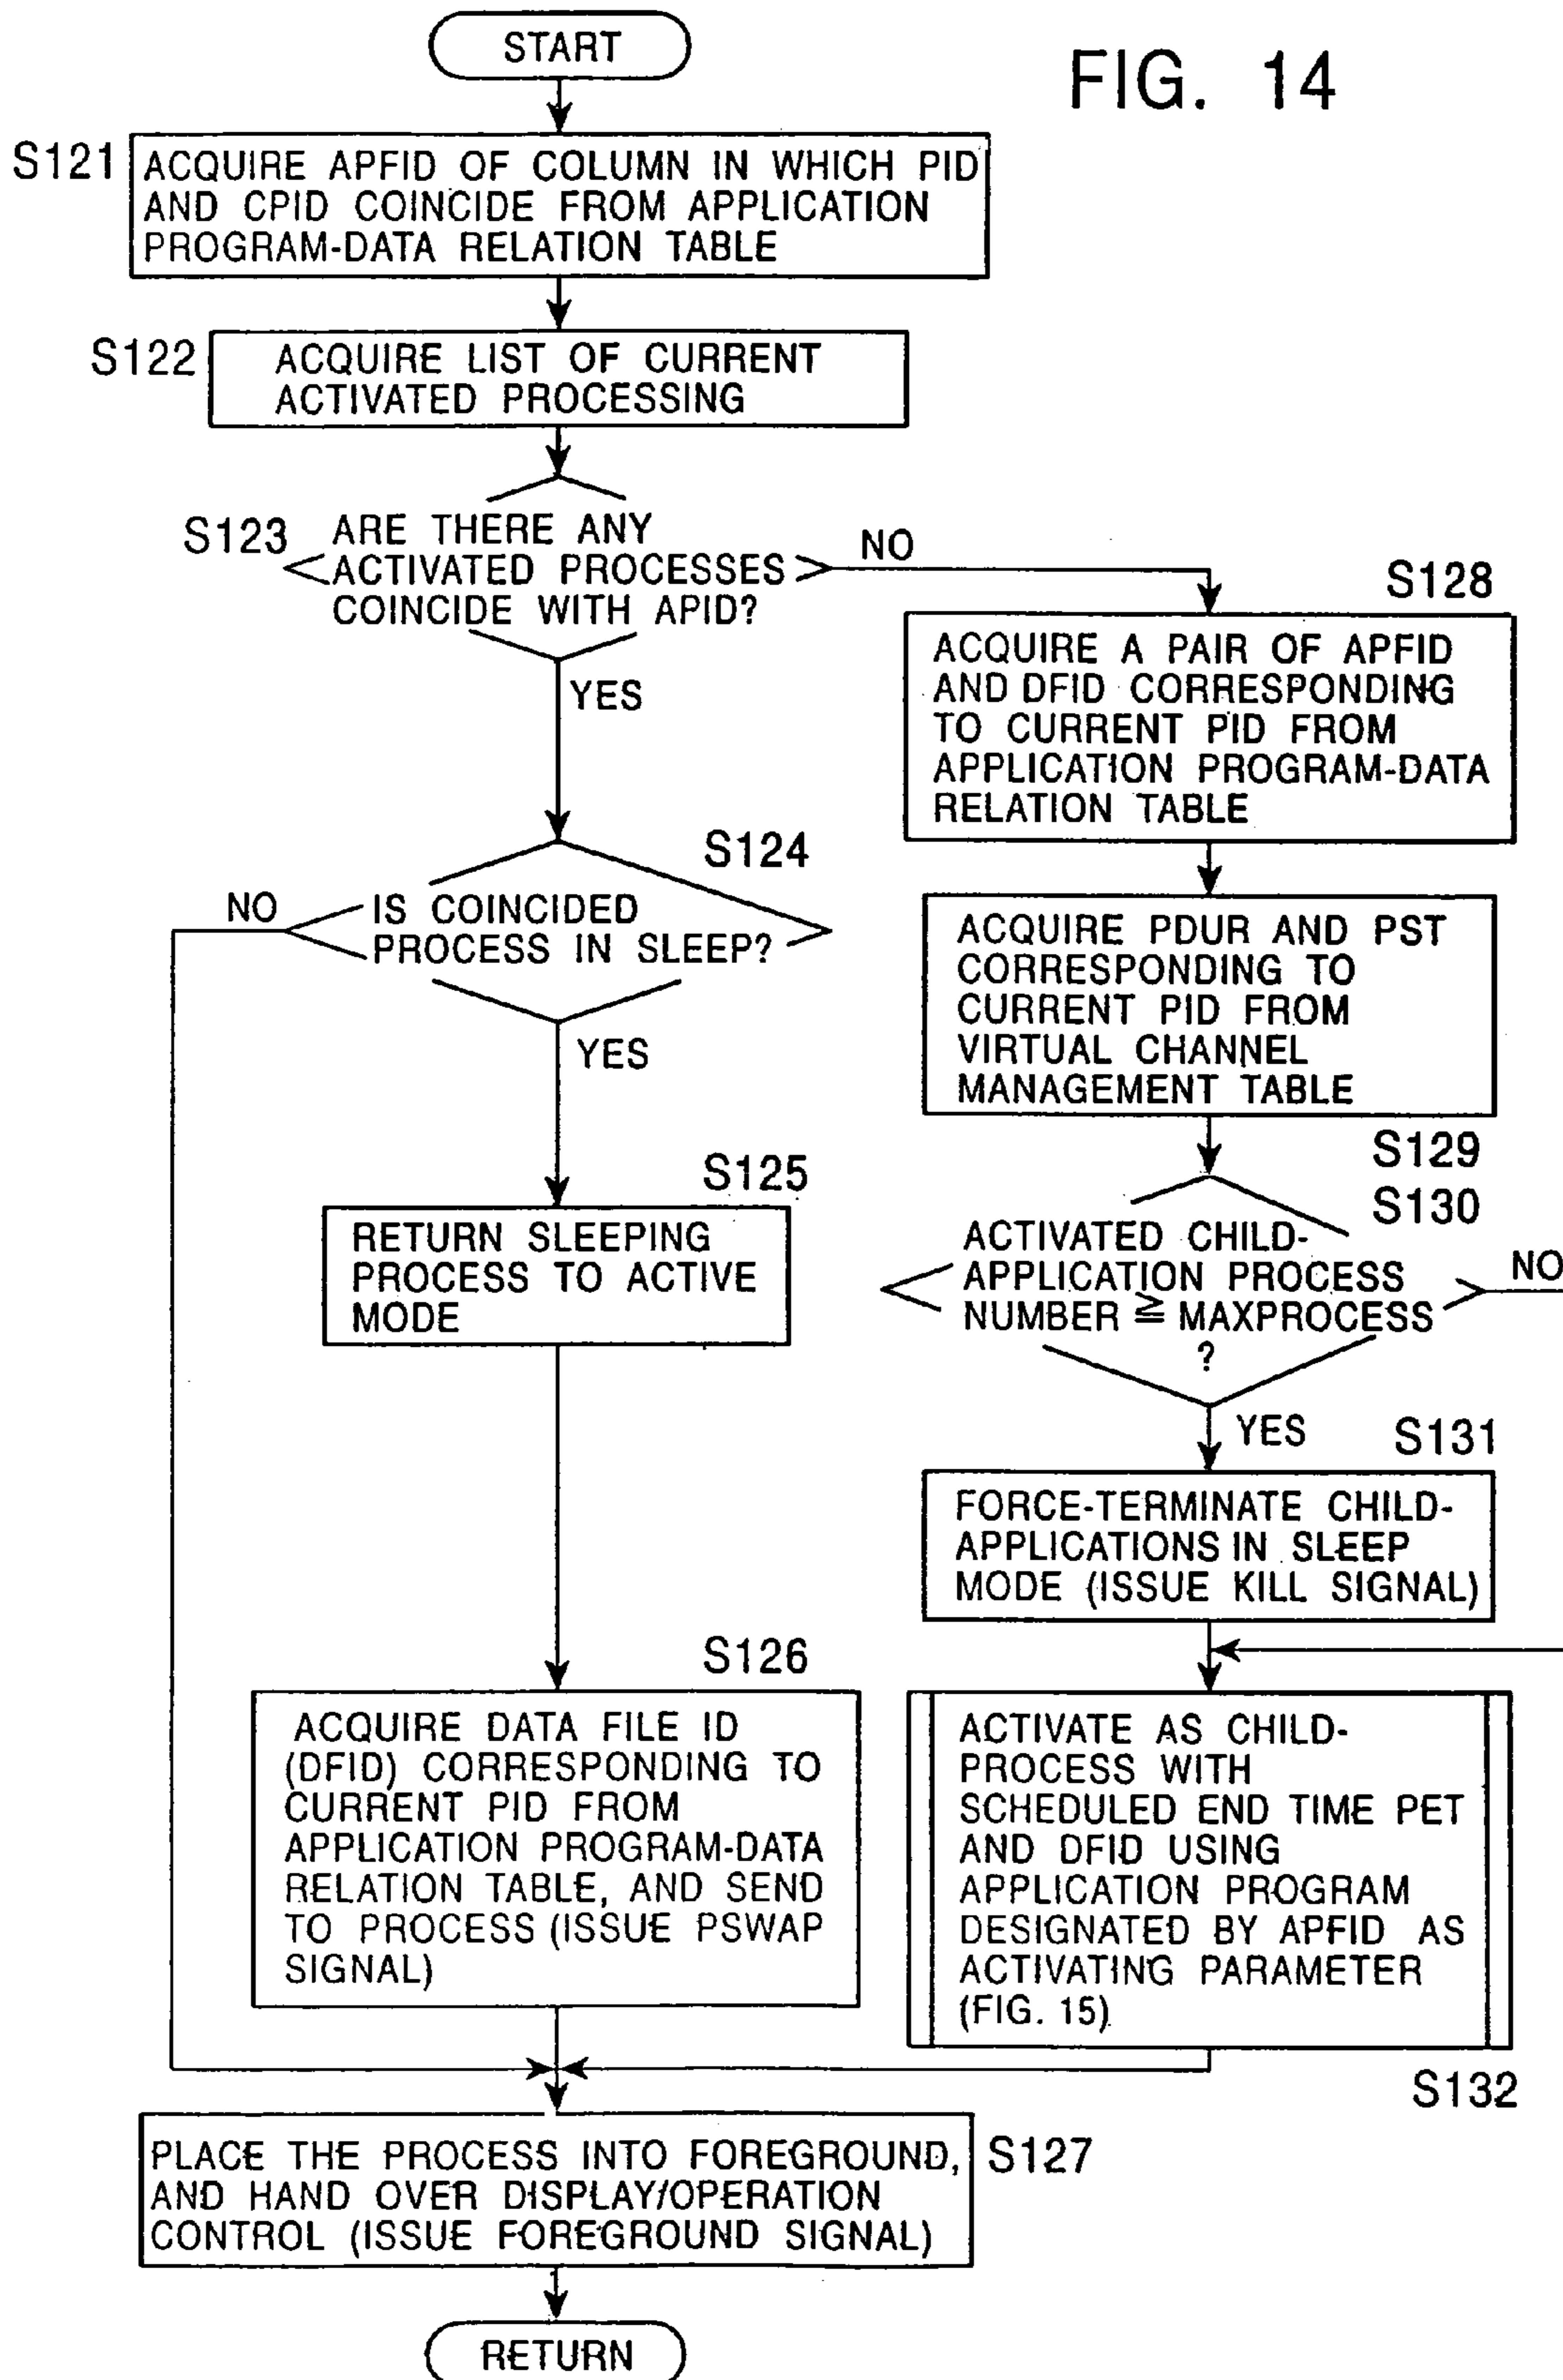 START
FIG. 14
S121
ACQUIRE APFID OF COLUMN IN WHICH PID
AND CPID COINCIDE FROM APPLICATION
PROGRAM-DATA RELATION TABLE
S122
ACQUIRE LIST OF CURRENT
ACTIVATED PROCESSING
S123
ARE THERE ANY
ACTIVATED PROCESSES
COINCIDE WITH APID?
NO
YES
S124
IS COINCIDED
PROCESS IN SLEEP?
NO
YES
S125
RETURN SLEEPING
PROCESS TO ACTIVE
MODE
S126
ACQUIRE DATA FILE ID
(DFID) CORRESPONDING TO
CURRENT PID FROM
APPLICATION PROGRAM-DATA
RELATION TABLE, AND SEND
TO PROCESS (ISSUE PSWAP
SIGNAL)
S128
ACQUIRE A PAIR OF APFID
AND DFID CORRESPONDING
TO CURRENT PID FROM
APPLICATION PROGRAM-DATA
RELATION TABLE
ACQUIRE PDUR AND PST
CORRESPONDING TO
CURRENT PID FROM
VIRTUAL CHANNEL
MANAGEMENT TABLE
S129
S130
ACTIVATED CHILD-
APPLICATION PROCESS
NUMBER ≧ MAXPROCESS
?
NO
YES
S131
FORCE-TERMINATE CHILD-
APPLICATIONS IN SLEEP
MODE (ISSUE KILL SIGNAL)
ACTIVATE AS CHILD-
PROCESS WITH
SCHEDULED END TIME PET
AND DFID USING
APPLICATION PROGRAM
DESIGNATED BY APFID AS
ACTIVATING PARAMETER
(FIG. 15)
S132
PLACE THE PROCESS INTO FOREGROUND,
AND HAND OVER DISPLAY/OPERATION
CONTROL (ISSUE FOREGROUND SIGNAL)
S127
RETURN